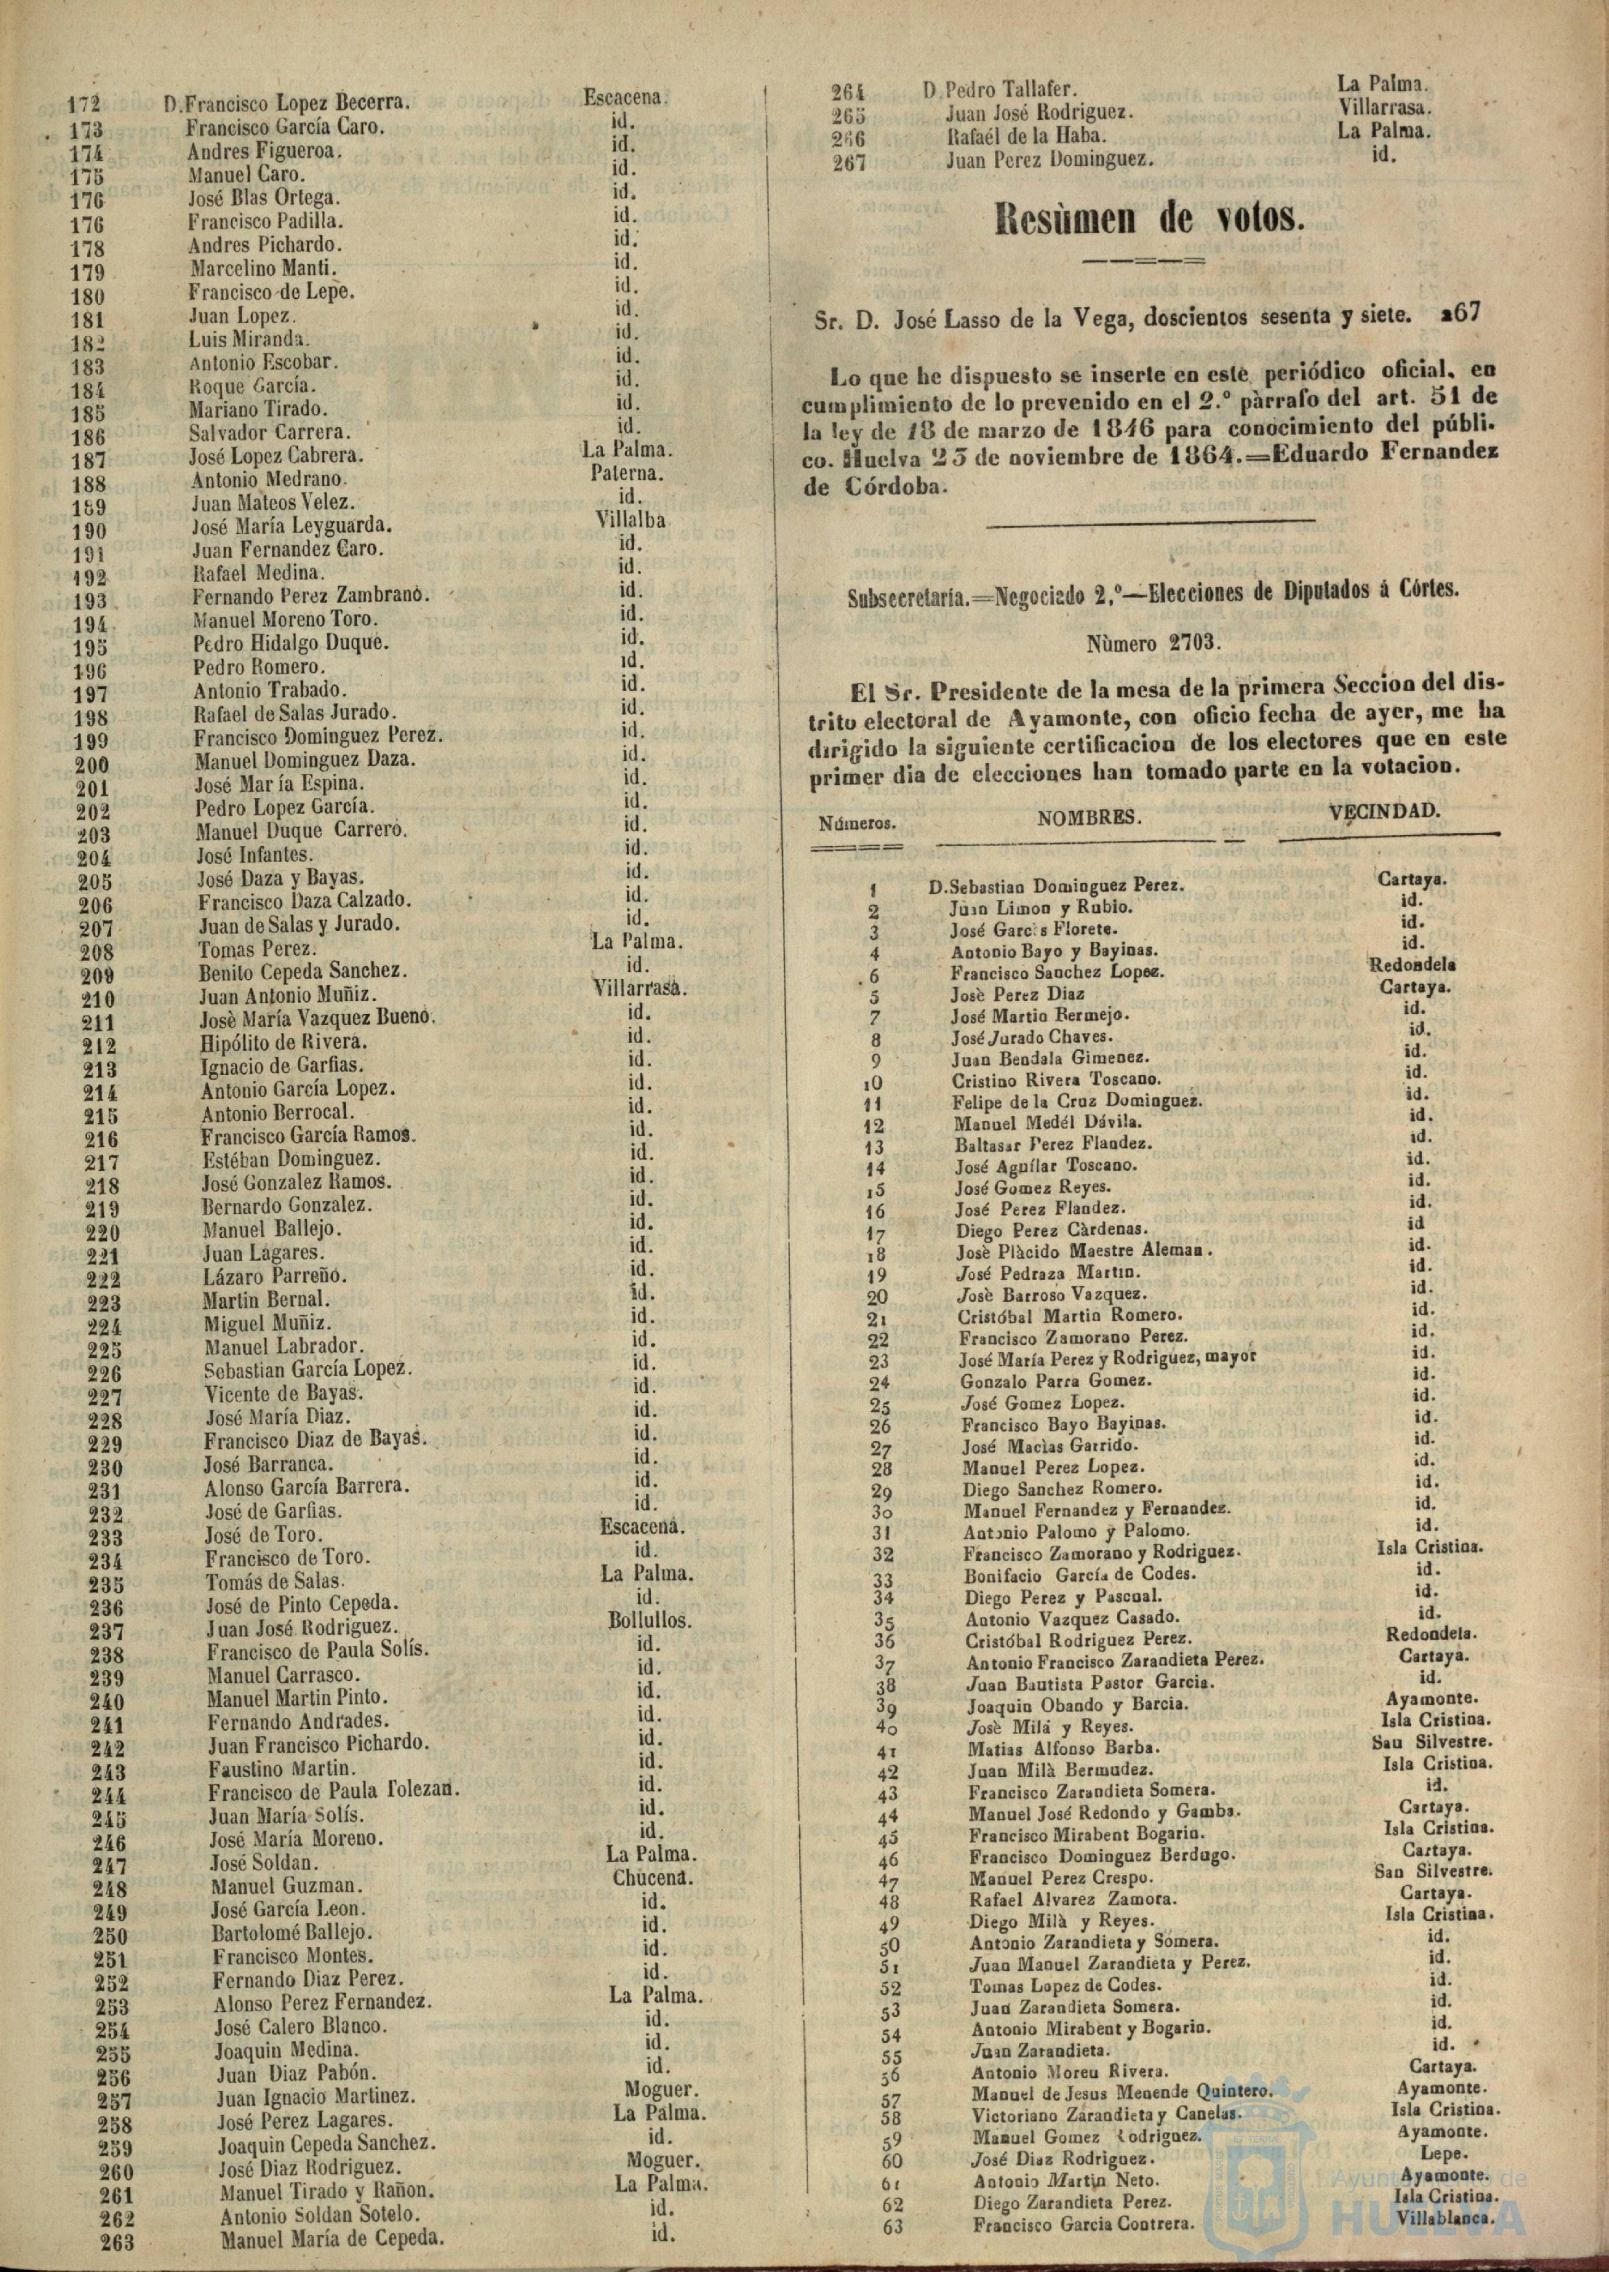 172 D. Francisco Lopez Becerra. Escacena.
173 Francisco García Caro. id.
174 Andres Figueroa. id.
175 Manuel Caro. id.
176 José Blas Ortega. id.
176 Francisco Padilla. id.
178 Andres Pichardo. id.
179 Marcelino Manti. id.
180 Francisco de Lepe. id.
181 Juan Lopez. id.
182 Luis Miranda. id.
183 Antonio Escobar. id.
184 Roque García. id.
185 Mariano Tirado. id.
186 Salvador Carrera. id.
187 José Lopez Cabrera. La Palma.
188 Antonio Medrano. Paterna.
189 Juan Mateos Velez. id.
190 José María Leyguarda. Villalba
191 Juan Fernandez Caro. id.
192 Rafael Medina. id.
193 Fernando Perez Zambrano. id.
194 Manuel Moreno Toro. id.
195 Pedro Hidalgo Duque. id.
196 Pedro Romero. id.
197 Antonio Trabado. id.
198 Rafael de Salas Jurado. id.
199 Francisco Dominguez Perez. id.
200 Manuel Dominguez Daza. id.
201 José María Espina. id.
202 Pedro Lopez García. id.
203 Manuel Duque Carrero. id.
204 José Infantes. id.
205 José Daza y Bayas. id.
206 Francisco Daza Calzado. id.
207 Juan de Salas y Jurado. id.
208 Tomas Perez. La Palma.
209 Benito Cepeda Sanchez. id.
210 Juan Antonio Muñiz. Villarrasa.
211 Josè María Vazquez Bueno. id.
212 Hipólito de Rivera. id.
213 Ignacio de Garfias. id.
214 Antonio García Lopez. id.
215 Antonio Berrocal. id.
216 Francisco García Ramos. id.
217 Estéban Dominguez. id.
218 José Gonzalez Ramos. id.
219 Bernardo Gonzalez. id.
220 Manuel Ballejo. id.
221 Juan Lagares. id.
222 Lázaro Parreño. id.
223 Martin Bernal. id.
224 Miguel Muñiz. id.
225 Manuel Labrador. id.
226 Sebastian García Lopez. id.
227 Vicente de Bayas. id.
228 José María Diaz. id.
229 Francisco Diaz de Bayas. id.
230 José Barranca. id.
231 Alonso García Barrera. id.
232 José de Garfias. id.
233 José de Toro. Escacena.
234 Francisco de Toro. id.
235 Tomás de Salas. La Palma.
236 José de Pinto Cepeda. id.
237 Juan José Rodriguez. Bollullos.
238 Francisco de Paula Solís. id.
239 Manuel Carrasco. id.
240 Manuel Martin Pinto. id.
241 Fernando Andrades. id.
242 Juan Francisco Pichardo. id.
243 Faustino Martin. id.
244 Francisco de Paula Tolezan. id.
245 Juan María Solís. id.
246 José María Moreno. id.
247 José Soldan. La Palma.
248 Manuel Guzman. Chucena.
249 José García Leon. id.
250 Bartolomé Ballejo. id.
251 Francisco Montes. id.
252 Fernando Diaz Perez. id.
253 Alonso Perez Fernandez. La Palma.
254 José Calero Blanco. id.
255 Joaquin Medina. id.
256 Juan Diaz Pabón. id.
257 Juan Ignacio Martinez. Moguer.
258 José Perez Lagares. La Palma.
259 Joaquin Cepeda Sanchez. id.
260 José Diaz Rodriguez. Moguer.
261 Manuel Tirado y Rañon. La Palma.
262 Antonio Soldan Sotelo. id.
263 Manuel María de Cepeda. id.
264 D. Pedro Tallafer. La Palma.
265 Juan José Rodriguez. Villarrasa.
266 Rafaél de la Haba. La Palma.
267 Juan Perez Dominguez. id.
Resùmen de votos.
Sr. D. José Lasso de la Vega, doscientos sesenta y siete. 267
Lo que he dispuesto se inserte en este periódico oficial, en
cumplimiento de lo prevenido en el 2.º pàrrafo del art. 51 de
la ley de 18 de marzo de 1846 para conocimiento del públi-
co. Huelva 25 de noviembre de 1864.=Eduardo Fernandez
de Córdoba.
Subsecretaría.=Negociado 2.º—Elecciones de Diputados á Córtes.
Nùmero 2703.
El Sr. Presidente de la mesa de la primera Seccion del dis-
trito electoral de Ayamonte, con oficio fecha de ayer, me ha
dirigido la siguiente certificacion de los electores que en este
primer dia de elecciones han tomado parte en la votacion.
Números. NOMBRES. VECINDAD.
1 D. Sebastian Dominguez Perez. Cartaya.
2 Juan Limon y Rubio. id.
3 José Garcis Florete. id.
4 Antonio Bayo y Bayinas. id.
6 Francisco Sanchez Lopez. Redondela
5 Josè Perez Diaz Cartaya.
7 José Martin Bermejo. id.
8 José Jurado Chaves. id.
9 Juan Bendala Gimenez. id.
10 Cristino Rivera Toscano. id.
11 Felipe de la Cruz Dominguez. id.
12 Manuel Medél Dávila. id.
13 Baltasar Perez Flandez. id.
14 José Aguílar Toscano. id.
15 José Gomez Reyes. id.
16 José Perez Flandez. id.
17 Diego Perez Càrdenas. id
18 Josè Plàcido Maestre Aleman. id.
19 José Pedraza Martin. id.
20 Josè Barroso Vazquez. id.
21 Cristóbal Martin Romero. id.
22 Francisco Zamorano Perez. id.
23 José María Perez y Rodriguez, mayor id.
24 Gonzalo Parra Gomez. id.
25 José Gomez Lopez. id.
26 Francisco Bayo Bayinas. id.
27 José Macìas Garrido. id.
28 Manuel Perez Lopez. id.
29 Diego Sanchez Romero. id.
30 Manuel Fernandez y Fernandez. id.
31 Antonio Palomo y Palomo. id.
32 Francisco Zamorano y Rodriguez. Isla Cristina.
33 Bonifacio García de Codes. id.
34 Diego Perez y Pascual. id.
35 Antonio Vazquez Casado. id.
36 Cristóbal Rodriguez Perez. Redondela.
37 Antonio Francisco Zarandieta Perez. Cartaya.
38 Juan Bautista Pastor Garcia. id.
39 Joaquin Obando y Barcia. Ayamonte.
40 Josè Milá y Reyes. Isla Cristina.
41 Matias Alfonso Barba. San Silvestre.
42 Juan Milà Bermudez. Isla Cristina.
43 Francisco Zarandieta Somera. id.
44 Manuel José Redondo y Gamba. Cartaya.
45 Francisco Mirabent Bogarin. Isla Cristina.
46 Francisco Dominguez Berdugo. Cartaya.
47 Manuel Perez Crespo. San Silvestre.
48 Rafael Alvarez Zamora. Cartaya.
49 Diego Milà y Reyes. Isla Cristina.
50 Antonio Zarandieta y Somera. id.
51 Juan Manuel Zarandieta y Perez. id.
52 Tomas Lopez de Codes. id.
53 Juan Zarandieta Somera. id.
54 Antonio Mirabent y Bogarin. id.
55 Juan Zarandieta. id.
56 Antonio Moreu Rivera. Cartaya.
57 Manuel de Jesus Menende Quintero. Ayamonte.
58 Victoriano Zarandieta y Canelas. Isla Cristina.
59 Manuel Gomez Rodriguez. Ayamonte.
60 José Diaz Rodriguez. Lepe.
61 Antonio Martin Neto. Ayamonte.
62 Diego Zarandieta Perez. Isla Cristina.
63 Francisco Garcia Contrera. Villablanca.
Ayuntamiento de
HUELVA